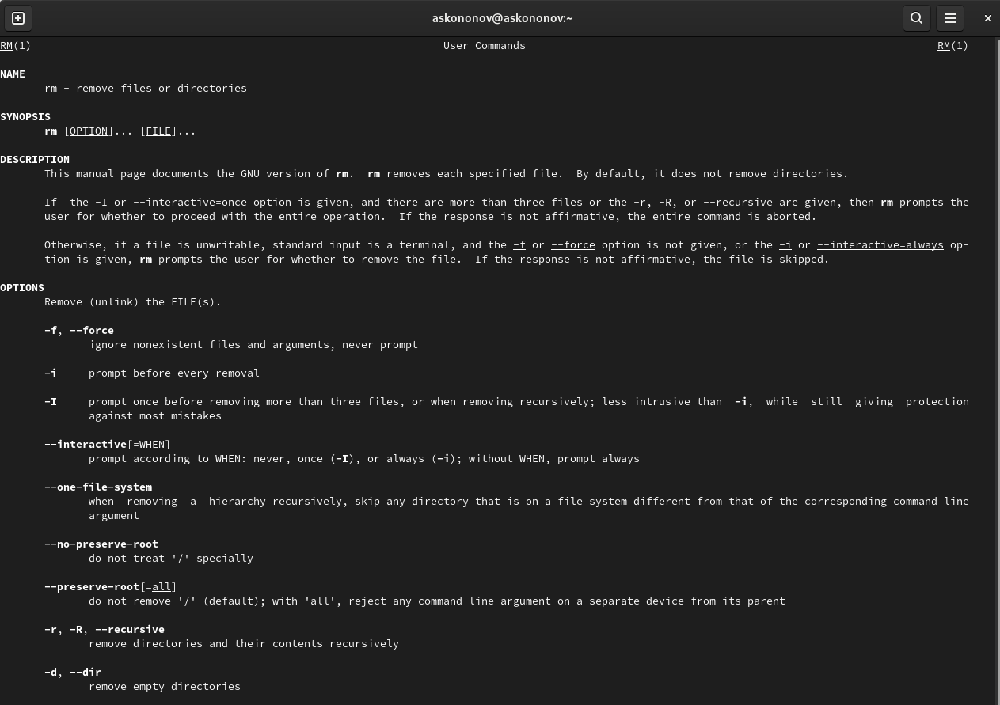 askononov@askononov:~
RM(1) User Commands RM(1)
NAME
rm - remove files or directories
SYNOPSIS
rm [OPTION]... [FILE]...
DESCRIPTION
This manual page documents the GNU version of rm. rm removes each specified file. By default, it does not remove directories.
If the -I or --interactive=once option is given, and there are more than three files or the -r, -R, or --recursive are given, then rm prompts the
user for whether to proceed with the entire operation. If the response is not affirmative, the entire command is aborted.
Otherwise, if a file is unwritable, standard input is a terminal, and the -f or --force option is not given, or the -i or --interactive=always op-
tion is given, rm prompts the user for whether to remove the file. If the response is not affirmative, the file is skipped.
OPTIONS
Remove (unlink) the FILE(s).
-f, --force
ignore nonexistent files and arguments, never prompt
-i prompt before every removal
-I prompt once before removing more than three files, or when removing recursively; less intrusive than -i, while still giving protection
against most mistakes
--interactive[=WHEN]
prompt according to WHEN: never, once (-I), or always (-i); without WHEN, prompt always
--one-file-system
when removing a hierarchy recursively, skip any directory that is on a file system different from that of the corresponding command line
argument
--no-preserve-root
do not treat '/' specially
--preserve-root[=all]
do not remove '/' (default); with 'all', reject any command line argument on a separate device from its parent
-r, -R, --recursive
remove directories and their contents recursively
-d, --dir
remove empty directories